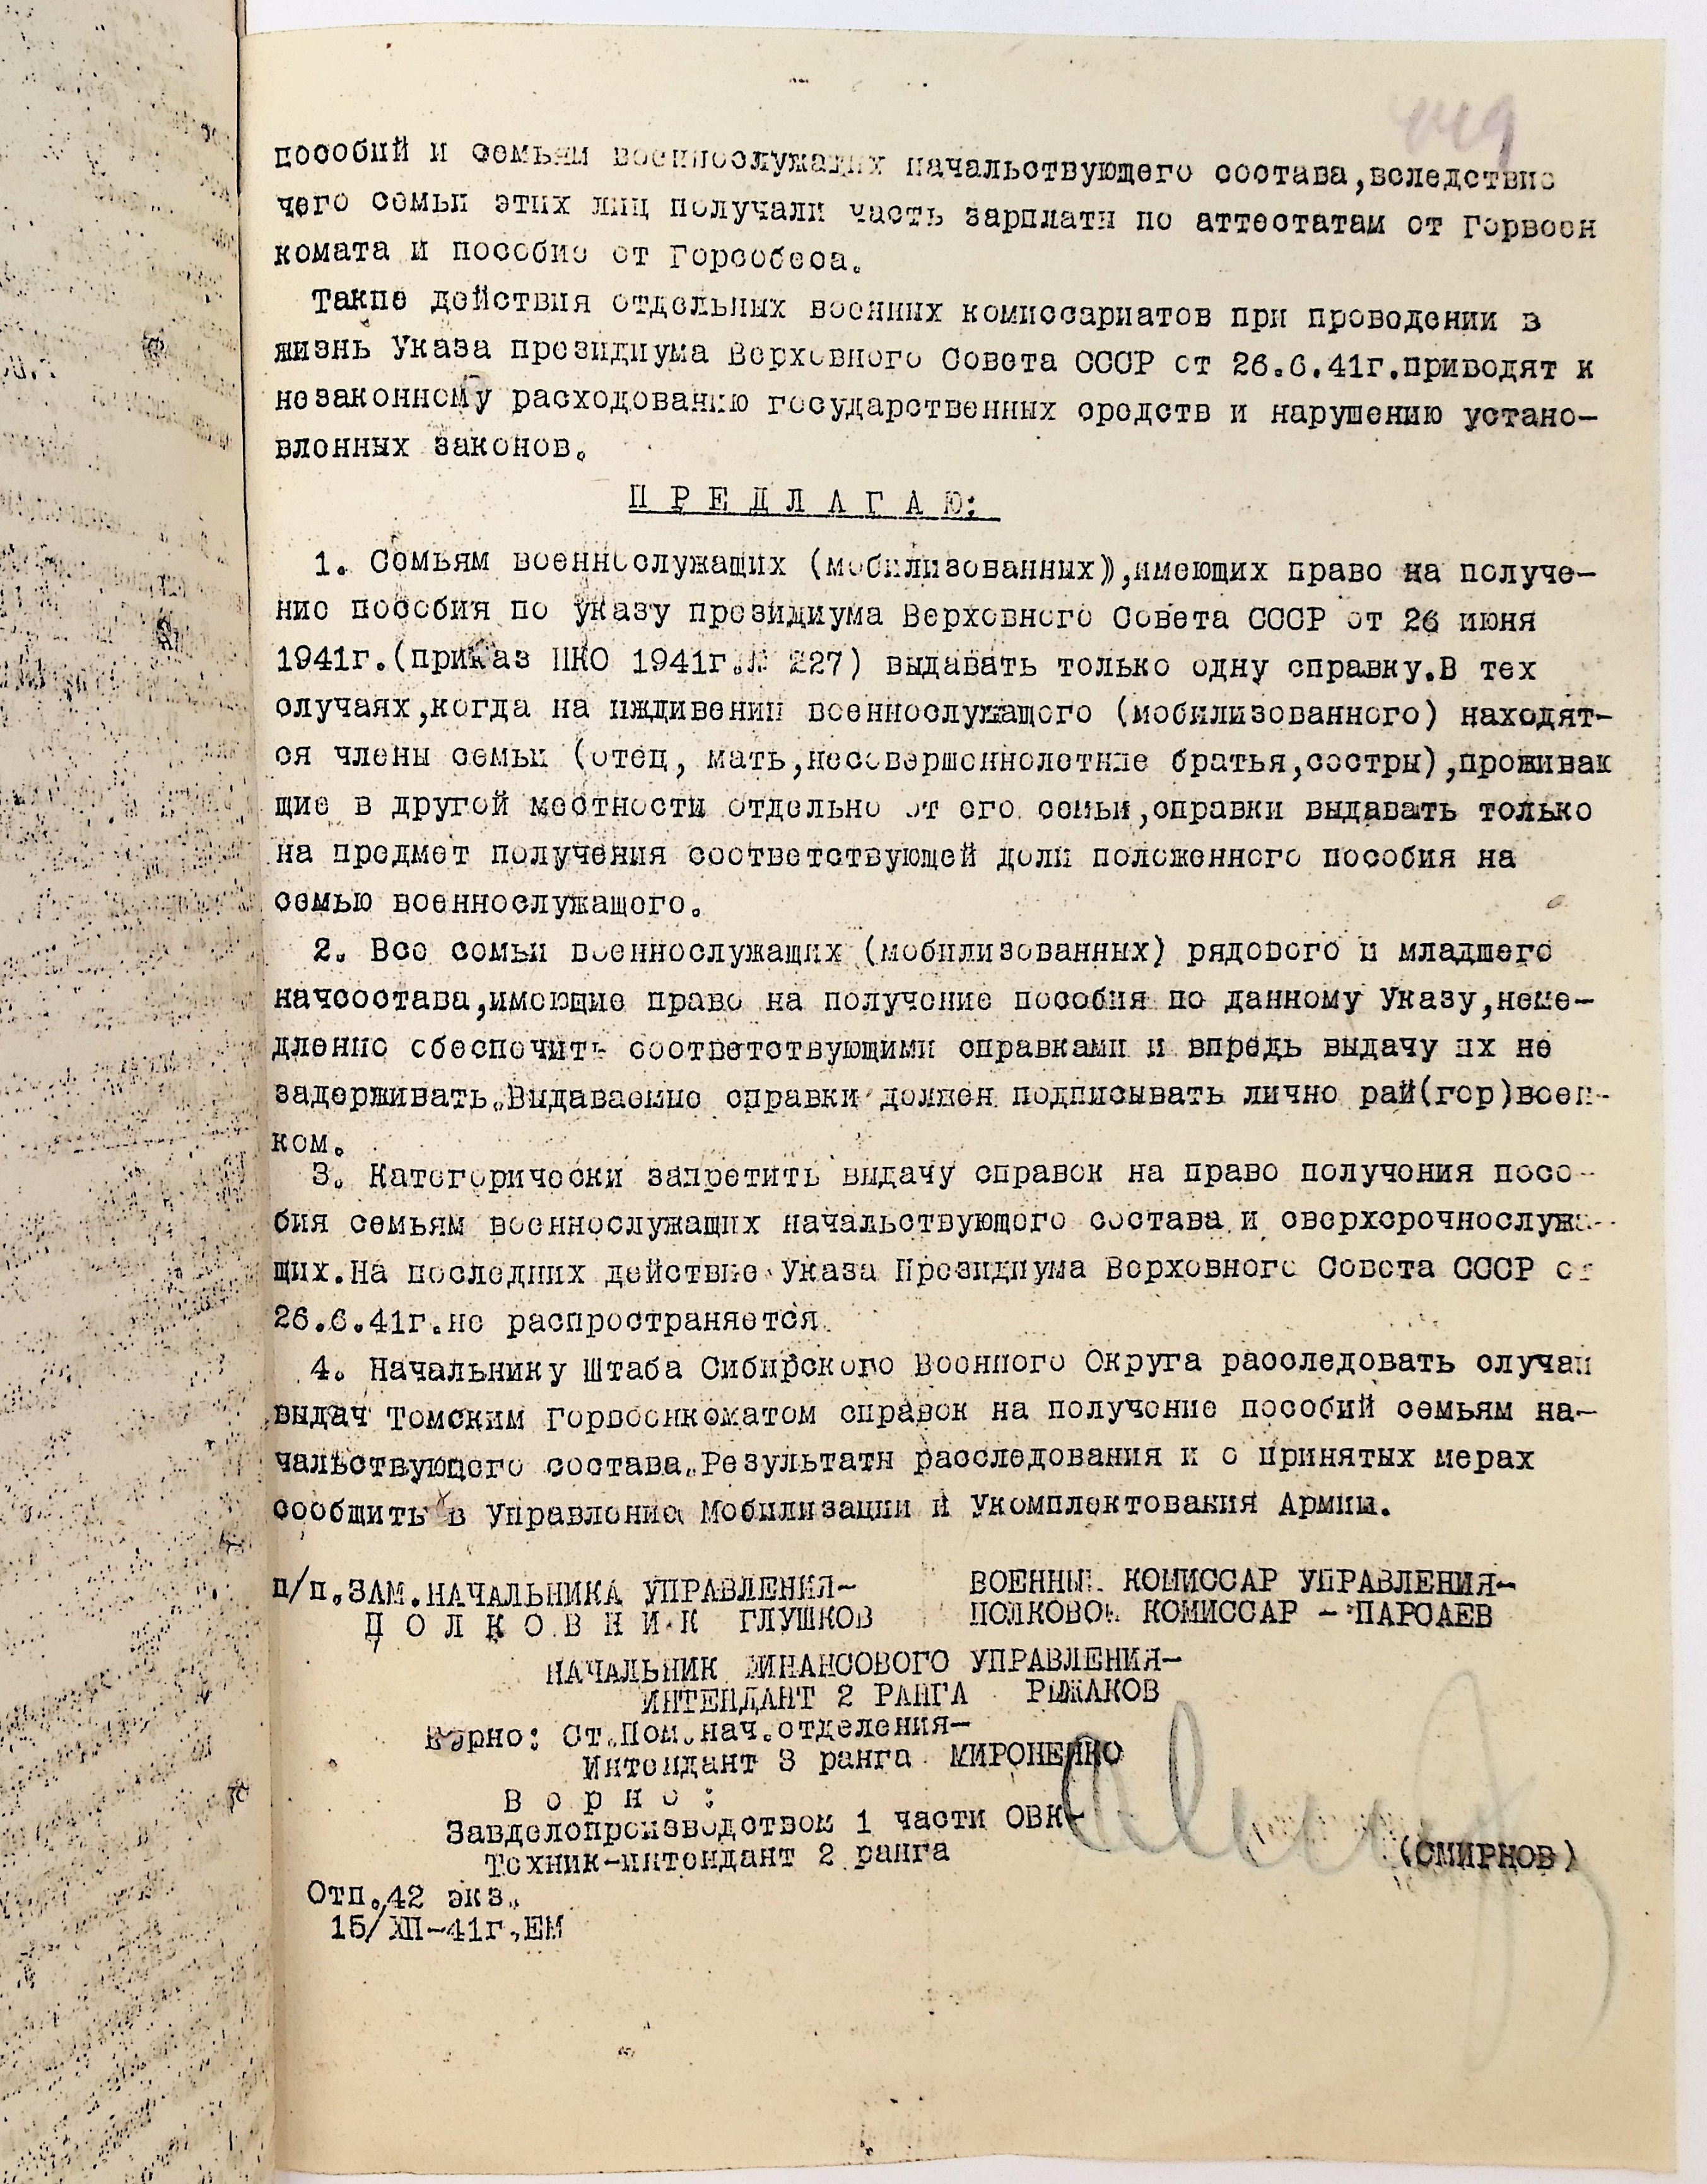 пособий и семьям военнослужащих начальствующего состава,вследствие
чего семьи этих лиц получали часть зарплаты по аттестатам от Горвоен
комата и пособие от Горсобеса.
Такие действия отдельных военных комиссариатов при проведении в
жизнь Указа президиума Верховного Совета СССР от 26.6.41г.приводят к
незаконному расходованию государственных средств и нарушению устано-
вленных законов.
П Р Е Д Л А Г А Ю:
1. Семьям военнослужащих (мобилизованных)),имеющих право на получе-
ние пособия по указу президиума Верховного Совета СССР от 26 июня
1941г.(приказ НКО 1941г.№ 227) выдавать только одну справку.В тех
случаях,когда на иждивении военнослужащего (мобилизованного) находят-
ся члены семьи (отец, мать,несовершеннолетние братья,сестры),проживаю
щие в другой местности отдельно от его семьи,справки выдавать только
на предмет получения соответствующей доли положенного пособия на
семью военнослужащего.
2. Все семьи военнослужащих (мобилизованных) рядового и младшего
начсостава,имеющие право на получение пособия по данному Указу,неме-
дленно обеспечить соответствующими справками и впредь выдачу их не
задерживать.Выдаваемые справки должен подписывать лично рай(гор)воен-
ком.
3. Категорически запретить выдачу справок на право получения посо-
бия семьям военнослужащих начальствующего состава и сверхсрочнослужа-
щих.На последних действие Указа Президиума Верховного Совета СССР от
26.6.41г.не распространяется.
4. Начальнику Штаба Сибирского Военного Округа расследовать случаи
выдач Томским Горвоенкоматом справок на получение пособий семьям на-
чальствующего состава.Результаты расследования и о принятых мерах
сообщить в Управление Мобилизации и Укомплектования Армии.
п/п.ЗАМ.НАЧАЛЬНИКА УПРАВЛЕНИЯ- ВОЕННЫЙ КОМИССАР УПРАВЛЕНИЯ-
П О Л К О В Н И К ГЛУШКОВ ПОЛКОВОЙ КОМИССАР - ПАРСАЕВ
НАЧАЛЬНИК ФИНАНСОВОГО УПРАВЛЕНИЯ-
ИНТЕНДАНТ 2 РАНГА РЫЖАКОВ
Верно: Ст.Пом.нач.отделения-
Интендант 3 ранга МИРОНЕНКО
В е р н о :
Завделопроизводством 1 части ОВК-
Техник-интендант 2 ранга (СМИРНОВ)
Отп.42 экз.
15/XII-41г.ЕМ